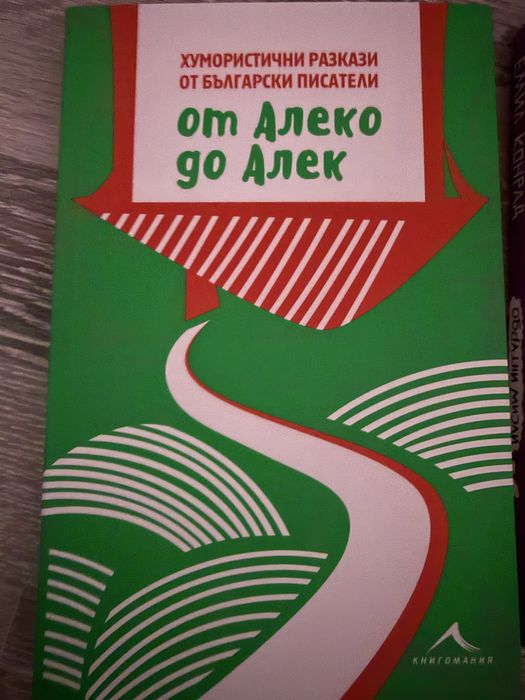 ХУМОРИСТИЧНИ РАЗКАЗИ
ОТ БЪЛГАРСКИ ПИСАТЕЛИ
от Алеко
до Алек
КНИГОМАНИЯ